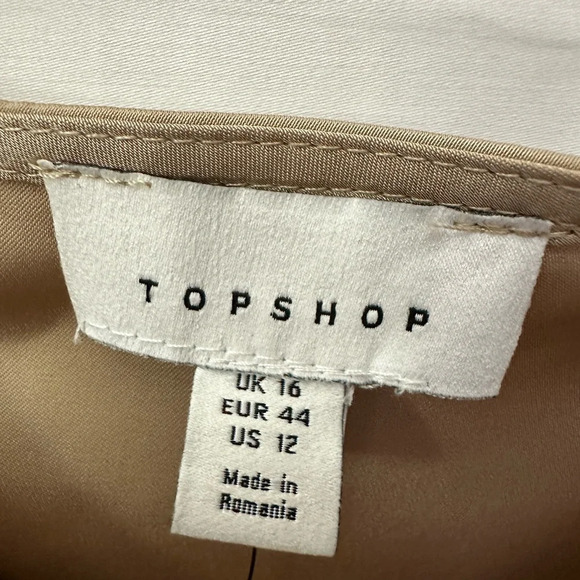 TOPSHOP
UK 16
EUR 44
US 12
Made in
Romania